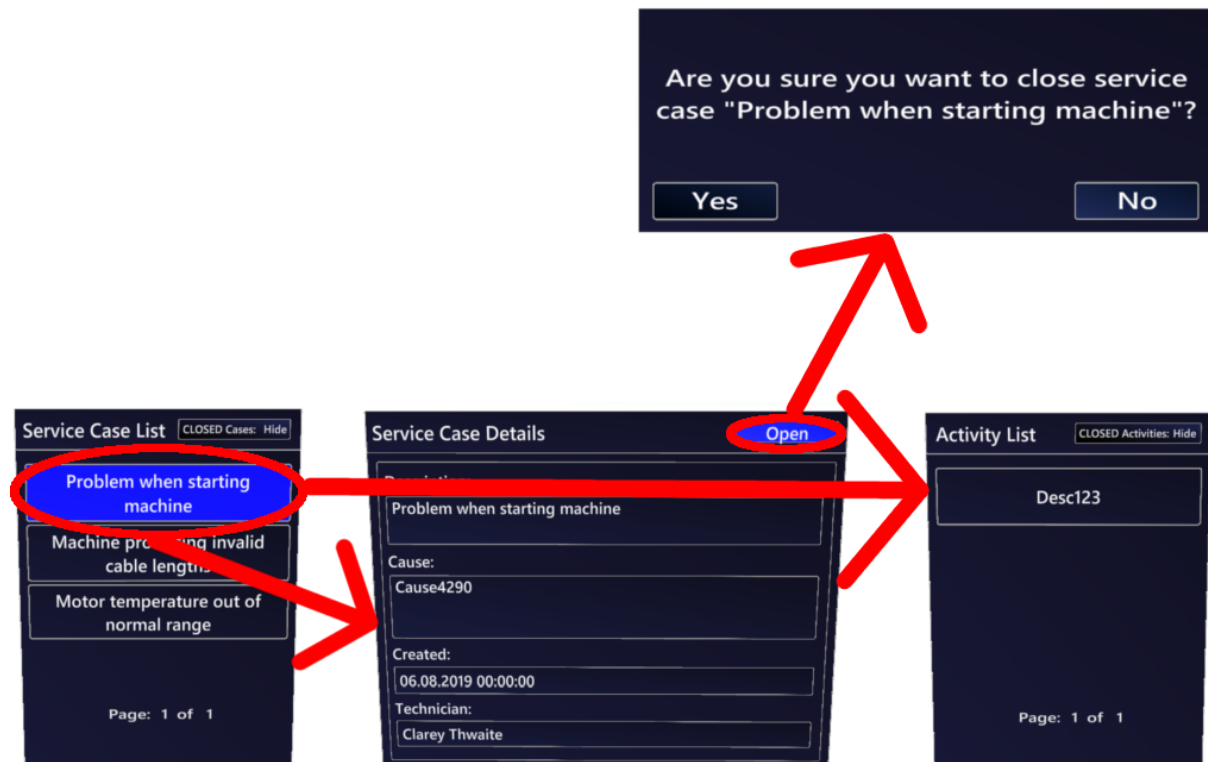 Are you sure you want to close service
case "Problem when starting machine"?
Yes
No
Service Case List
CLOSED Cases: Hide
Problem when starting
machine
Machine invalid
cable lengths
Motor temperature out of
normal range
Page: 1 of 1
Service Case Details
Open
Description:
Problem when starting machine
Cause:
Cause4290
Created:
06.08.2019 00:00:00
Technician:
Clarey Thwaite
Activity List
CLOSED Activities: Hide
Desc123
Page: 1 of 1